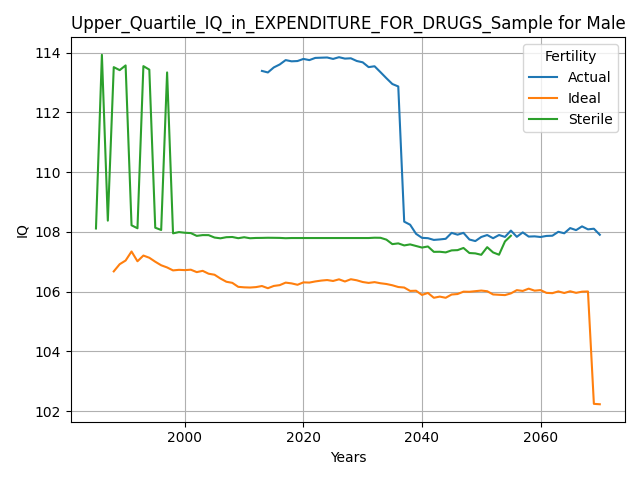 Upper_Quartile_IQ_in_EXPENDITURE_FOR_DRUGS_Sample for Male
Fertility
Actual
Ideal
Sterile
IQ
114
112
110
108
106
104
102
2000
2020
2040
2060
Years